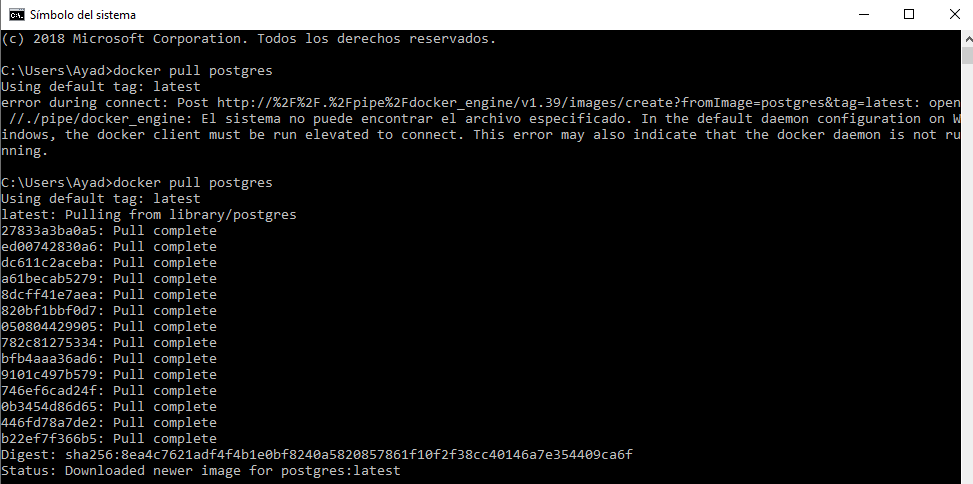 Símbolo del sistema
(c) 2018 Microsoft Corporation. Todos los derechos reservados.
C:\Users\Ayad>docker pull postgres
Using default tag: latest
error during connect: Post http://%2F%2F.%2Fpipe%2Fdocker_engine/v1.39/images/create?fromImage=postgres&tag=latest: open
//./pipe/docker_engine: El sistema no puede encontrar el archivo especificado. In the default daemon configuration on W
indows, the docker client must be run elevated to connect. This error may also indicate that the docker daemon is not ru
nning.
C:\Users\Ayad>docker pull postgres
Using default tag: latest
latest: Pulling from library/postgres
27833a3ba0a5: Pull complete
ed00742830a6: Pull complete
dc611c2aceba: Pull complete
a61becab5279: Pull complete
8dcff41e7aea: Pull complete
820bf1bbf0d7: Pull complete
050804429905: Pull complete
782c81275334: Pull complete
bfb4aaa36ad6: Pull complete
9101c497b579: Pull complete
746ef6cad24f: Pull complete
0b3454d86d65: Pull complete
446fd78a7de2: Pull complete
b22ef7f366b5: Pull complete
Digest: sha256:8ea4c7621adf4f4b1e0bf8240a5820857861f10f2f38cc40146a7e354409ca6f
Status: Downloaded newer image for postgres:latest